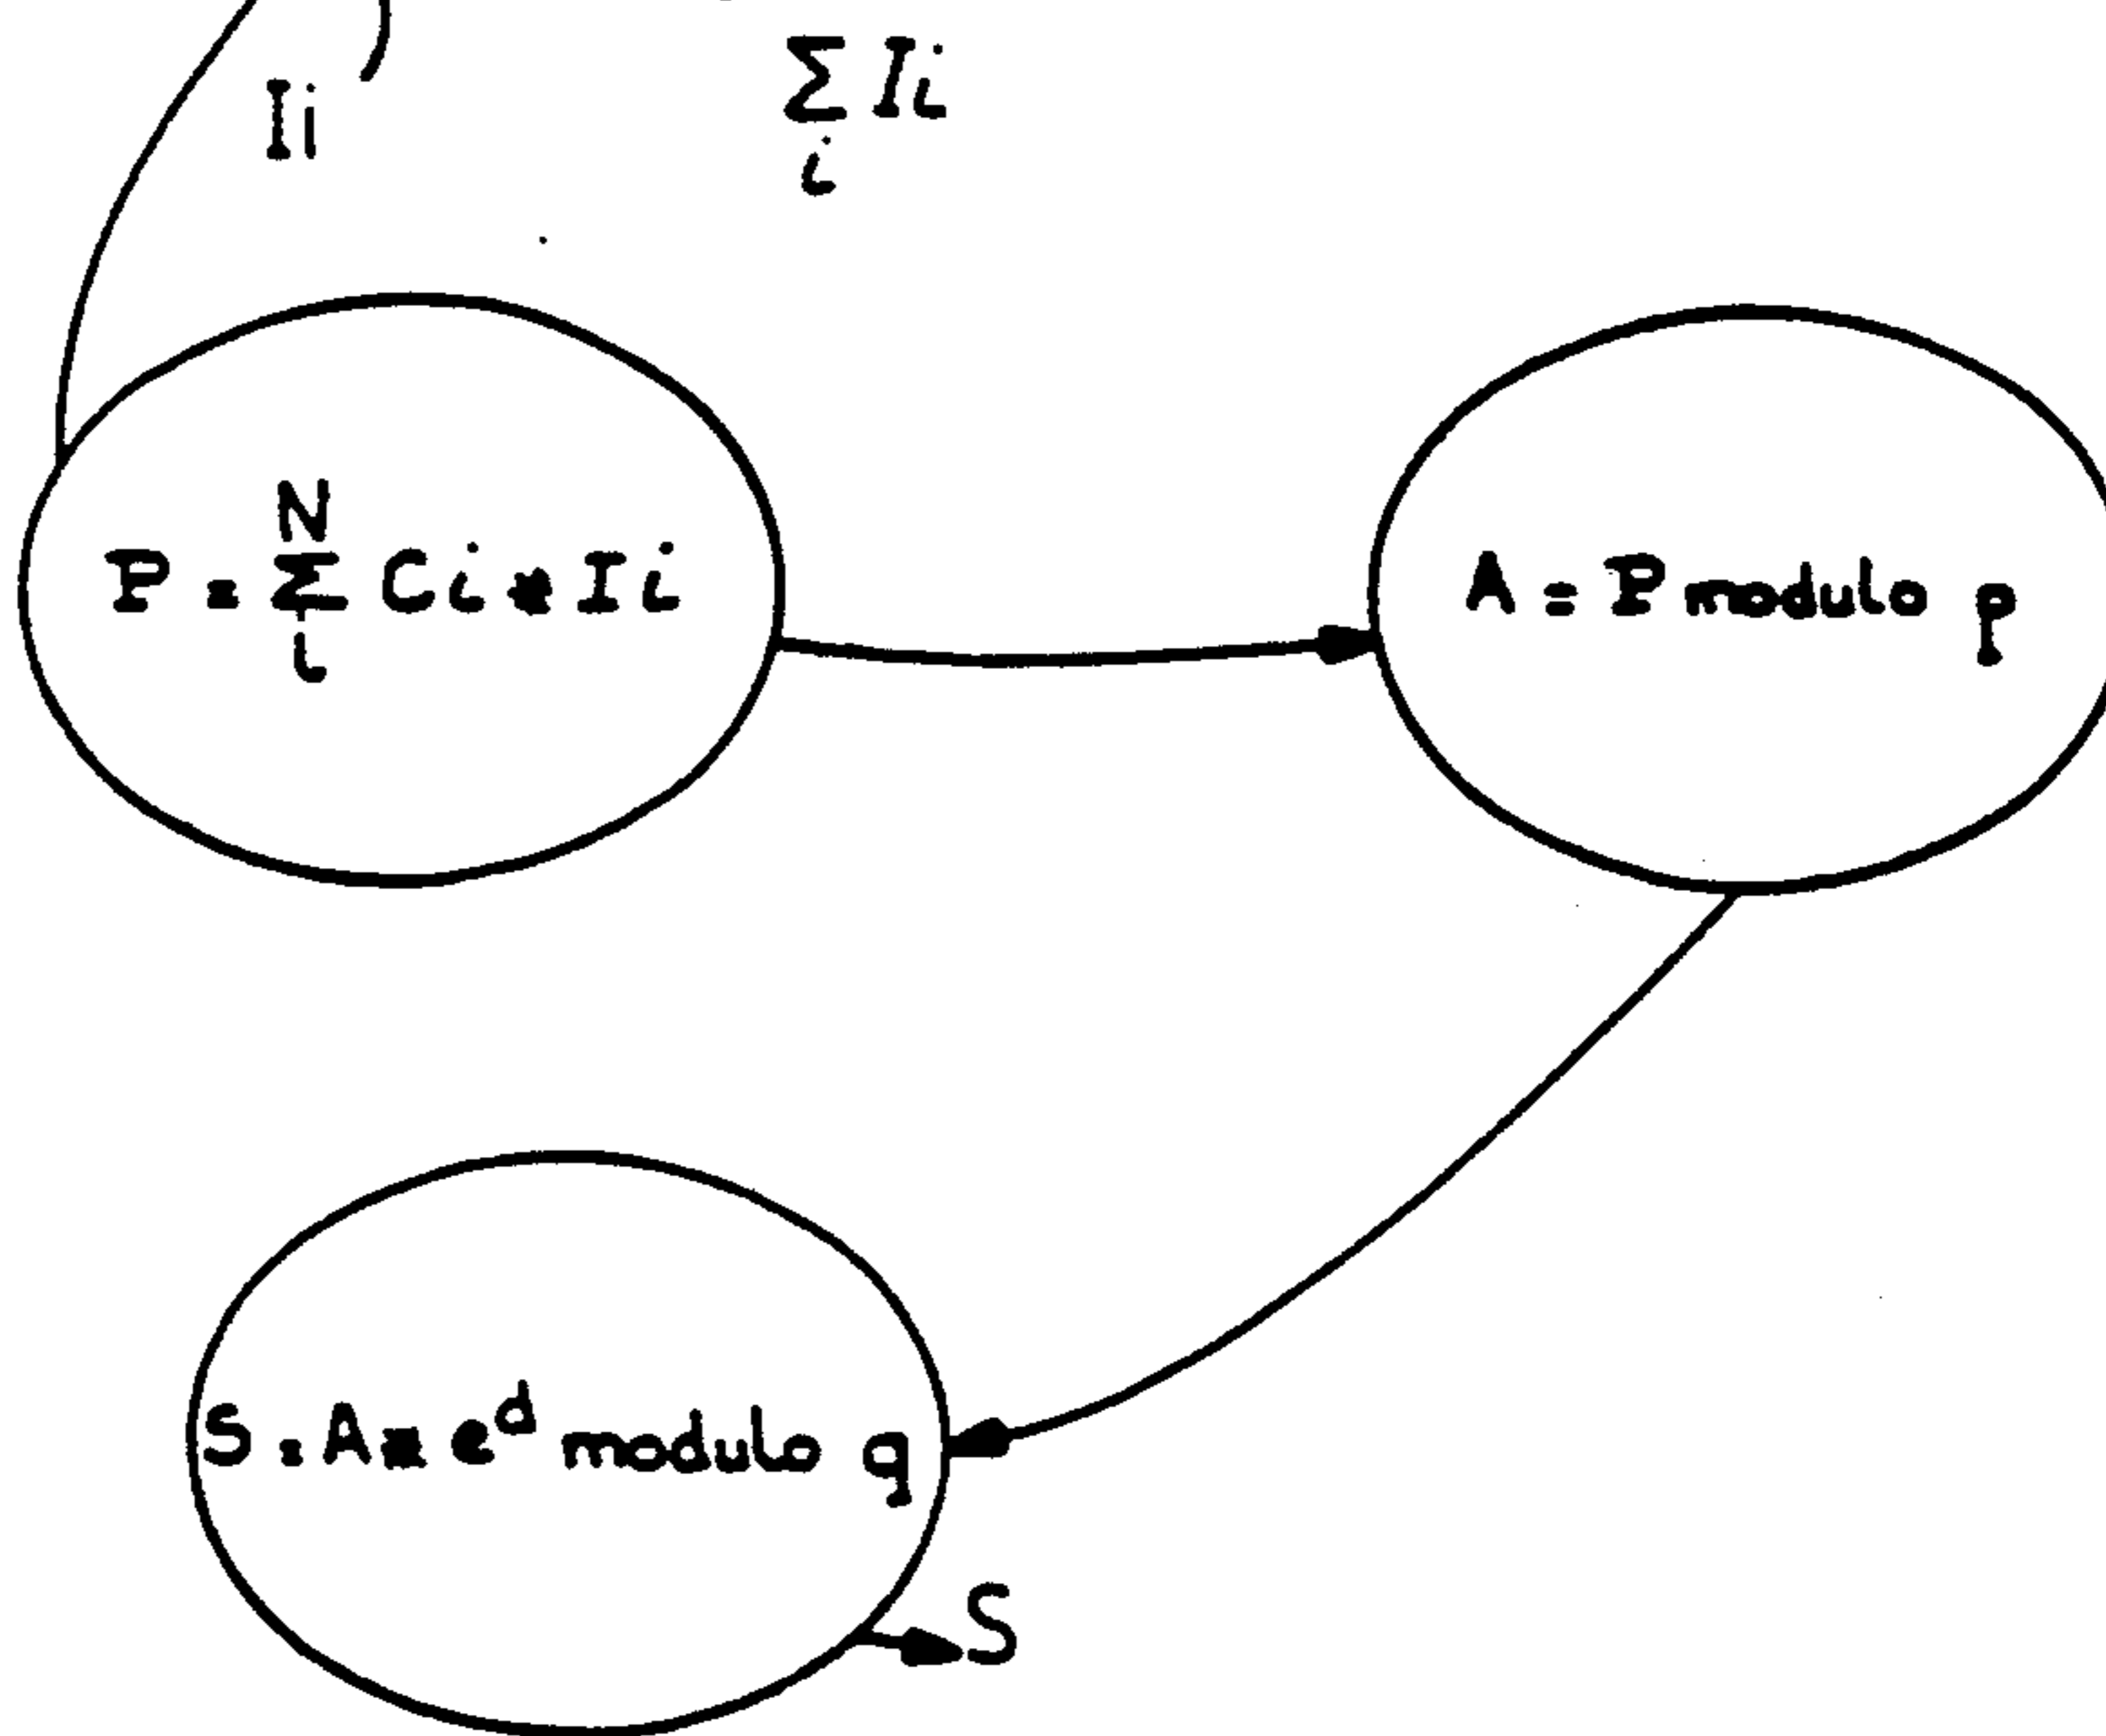 Σ Ii
i
Ii
N
P = Σ Ci * Ii
i
A = P modulo p
S = A * e^d modulo q
S